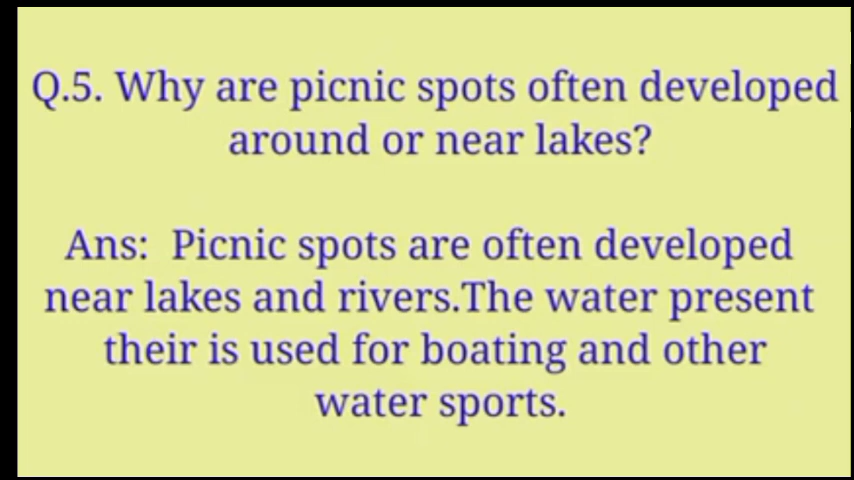 Q.5. Why are picnic spots often developed
around or near lakes?
Ans: Picnic spots are often developed
near lakes and rivers.The water present
their is used for boating and other
water sports.